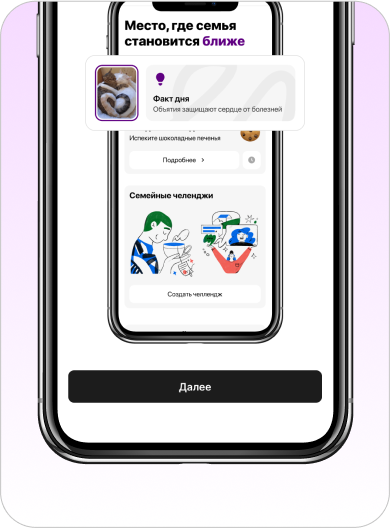 Место, где семья
становится ближе
Факт дня
Объятия защищают сердце от болезней
Испеките шоколадные печенья
Подробнее
Семейные челенджи
Создать челлендж
Далее